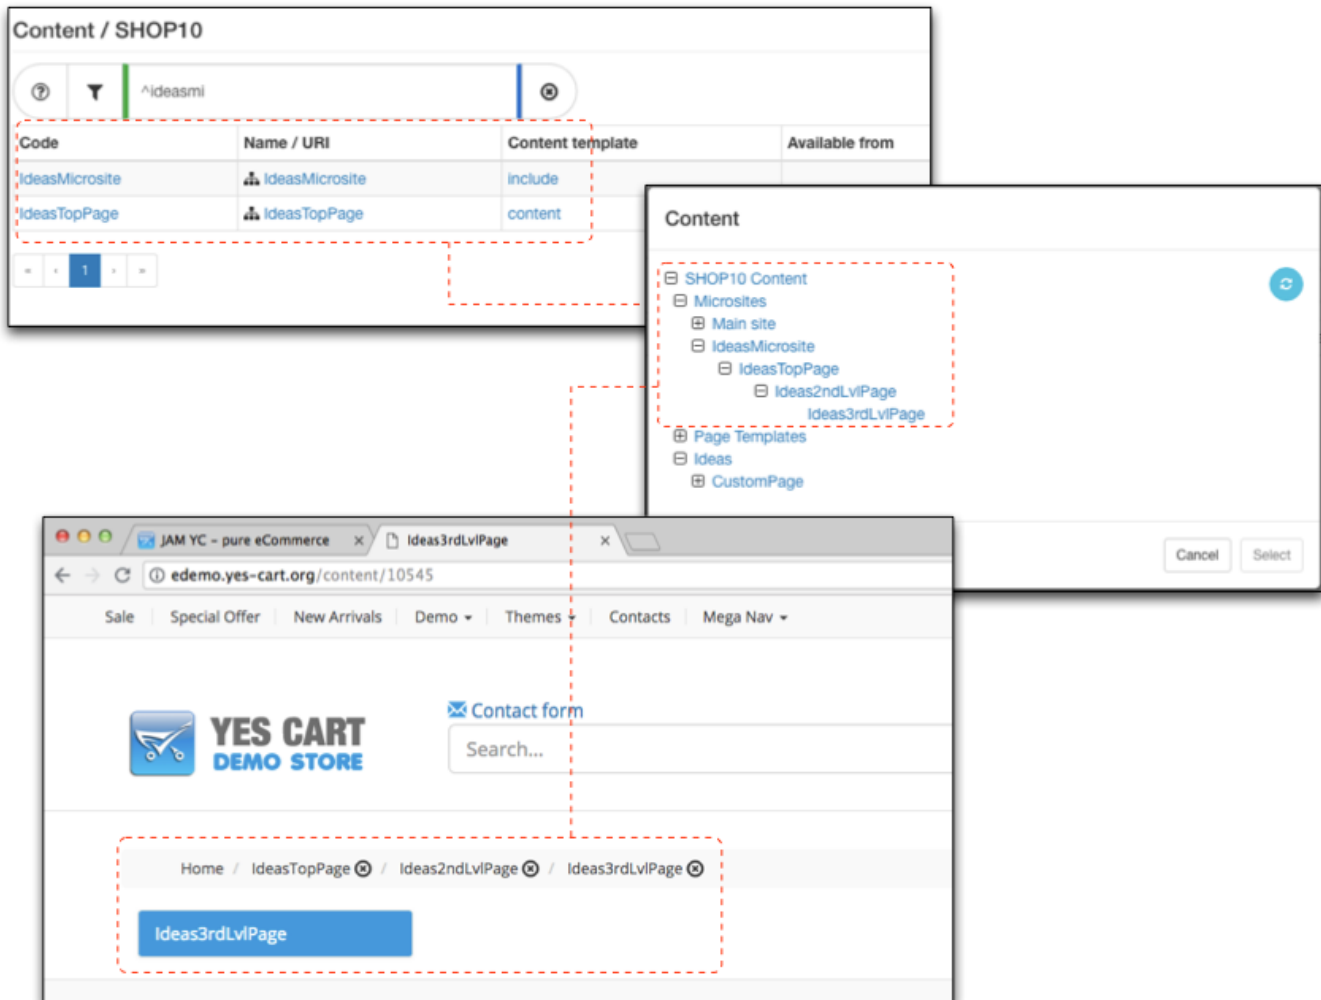 Content / SHOP10
^ideasmi
Code Name / URI Content template Available from
IdeasMicrosite IdeasMicrosite include
IdeasTopPage IdeasTopPage content
« ‹ 1 › »
Content
SHOP10 Content
Microsites
Main site
IdeasMicrosite
IdeasTopPage
Ideas2ndLvlPage
Ideas3rdLvlPage
Page Templates
Ideas
CustomPage
Cancel Select
JAM YC – pure eCommerce Ideas3rdLvlPage
edemo.yes-cart.org/content/10545
Sale Special Offer New Arrivals Demo Themes Contacts Mega Nav
Contact form
YES CART
DEMO STORE
Search...
Home / IdeasTopPage / Ideas2ndLvlPage / Ideas3rdLvlPage
Ideas3rdLvlPage